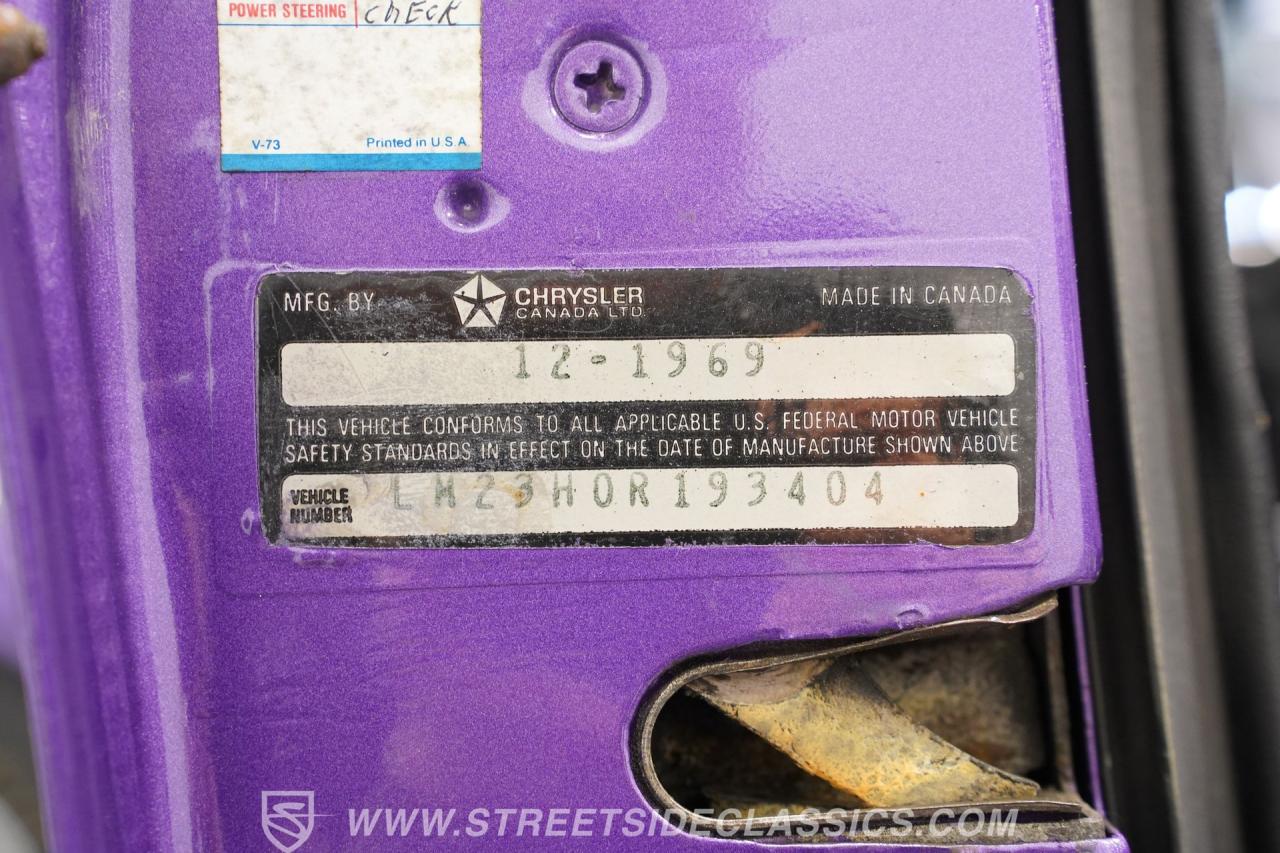 POWER STEERING ChECK
V-73 Printed in U.S.A.
MFG. BY CHRYSLER CANADA LTD. MADE IN CANADA
12-1969
THIS VEHICLE CONFORMS TO ALL APPLICABLE U.S. FEDERAL MOTOR VEHICLE
SAFETY STANDARDS IN EFFECT ON THE DATE OF MANUFACTURE SHOWN ABOVE
VEHICLE NUMBER LM23H0R193404
WWW.STREETSIDECLASSICS.COM